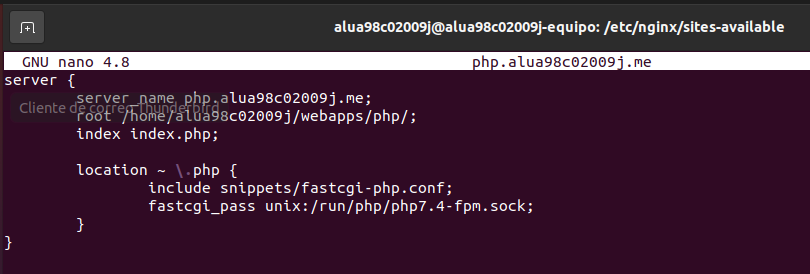 alua98c02009j@alua98c02009j-equipo: /etc/nginx/sites-available
GNU nano 4.8 php.alua98c02009j.me
server {
server_name php.alua98c02009j.me;
Cliente de correo Thunderbird
root /home/alua98c02009j/webapps/php/;
index index.php;
location ~ \.php {
include snippets/fastcgi-php.conf;
fastcgi_pass unix:/run/php/php7.4-fpm.sock;
}
}